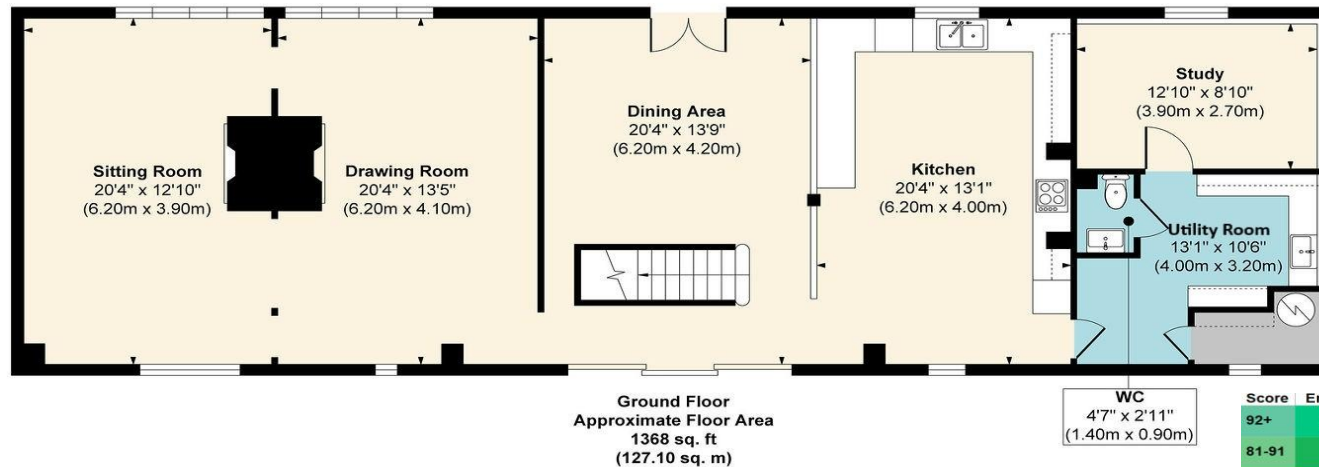 Sitting Room
20'4" x 12'10"
(6.20m x 3.90m)
Drawing Room
20'4" x 13'5"
(6.20m x 4.10m)
Dining Area
20'4" x 13'9"
(6.20m x 4.20m)
Kitchen
20'4" x 13'1"
(6.20m x 4.00m)
Study
12'10" x 8'10"
(3.90m x 2.70m)
Utility Room
13'1" x 10'6"
(4.00m x 3.20m)
WC
4'7" x 2'11"
(1.40m x 0.90m)
Ground Floor
Approximate Floor Area
1368 sq. ft
(127.10 sq. m)
Score
92+
81-91